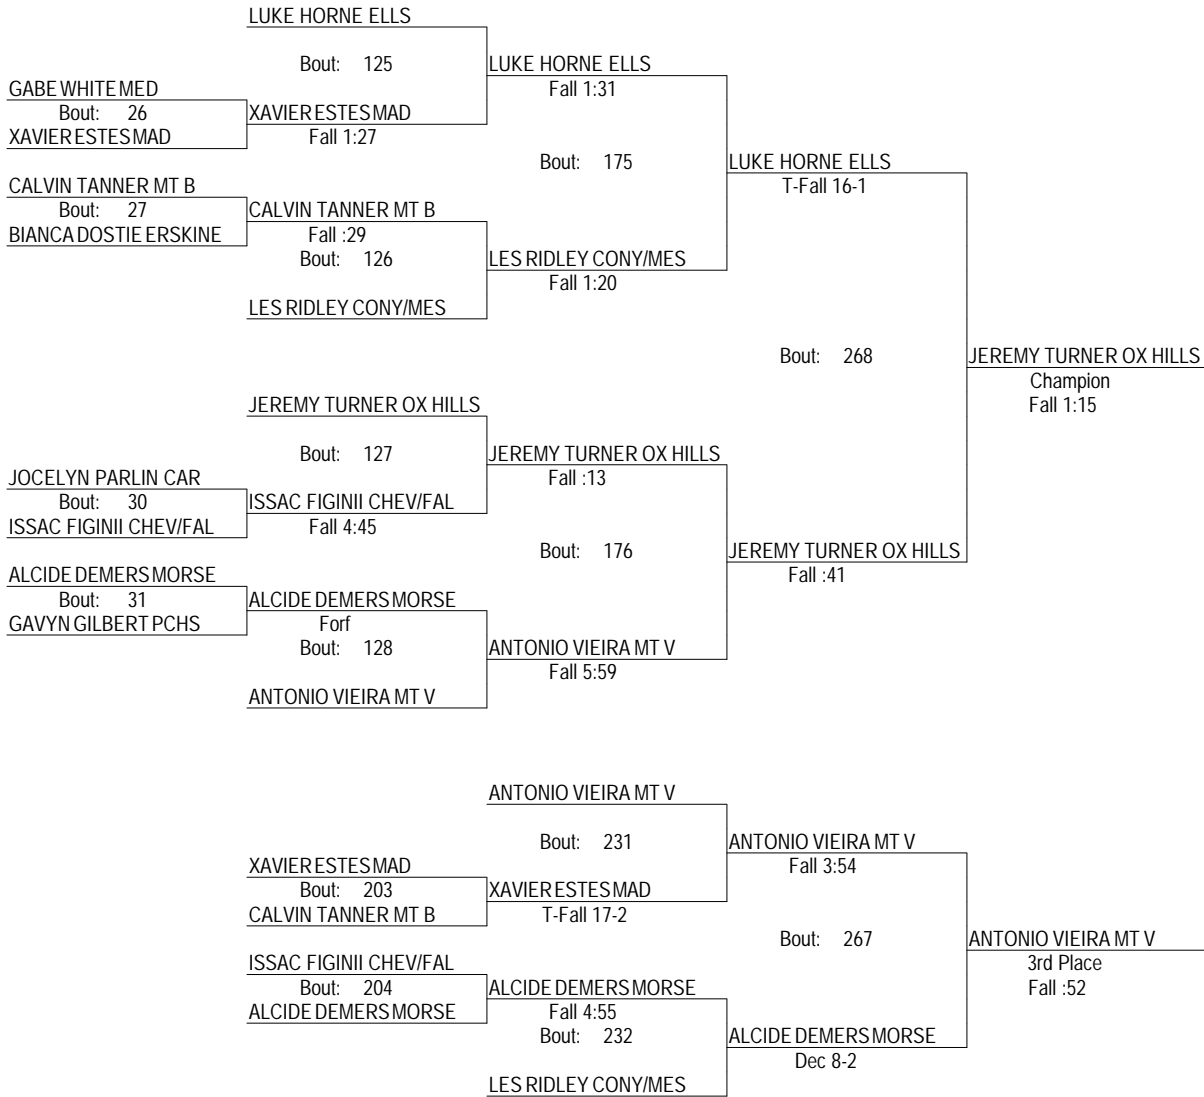 LUKE HORNE ELLS
Bout: 125
LUKE HORNE ELLS
Fall 1:31
GABE WHITE MED
Bout: 26
XAVIER ESTES MAD
XAVIER ESTES MAD
Fall 1:27
Bout: 175
LUKE HORNE ELLS
T-Fall 16-1
CALVIN TANNER MT B
Bout: 27
BIANCA DOSTIE ERSKINE
CALVIN TANNER MT B
Fall :29
Bout: 126
LES RIDLEY CONY/MES
Fall 1:20
LES RIDLEY CONY/MES
Bout: 268
JEREMY TURNER OX HILLS
Champion
Fall 1:15
JEREMY TURNER OX HILLS
Bout: 127
JEREMY TURNER OX HILLS
Fall :13
JOCELYN PARLIN CAR
Bout: 30
ISSAC FIGINII CHEV/FAL
ISSAC FIGINII CHEV/FAL
Fall 4:45
Bout: 176
JEREMY TURNER OX HILLS
Fall :41
ALCIDE DEMERS MORSE
Bout: 31
GAVYN GILBERT PCHS
ALCIDE DEMERS MORSE
Forf
Bout: 128
ANTONIO VIEIRA MT V
Fall 5:59
ANTONIO VIEIRA MT V
ANTONIO VIEIRA MT V
Bout: 231
ANTONIO VIEIRA MT V
Fall 3:54
XAVIER ESTES MAD
Bout: 203
CALVIN TANNER MT B
XAVIER ESTES MAD
T-Fall 17-2
Bout: 267
ANTONIO VIEIRA MT V
3rd Place
Fall :52
ISSAC FIGINII CHEV/FAL
Bout: 204
ALCIDE DEMERS MORSE
ALCIDE DEMERS MORSE
Fall 4:55
Bout: 232
ALCIDE DEMERS MORSE
Dec 8-2
LES RIDLEY CONY/MES